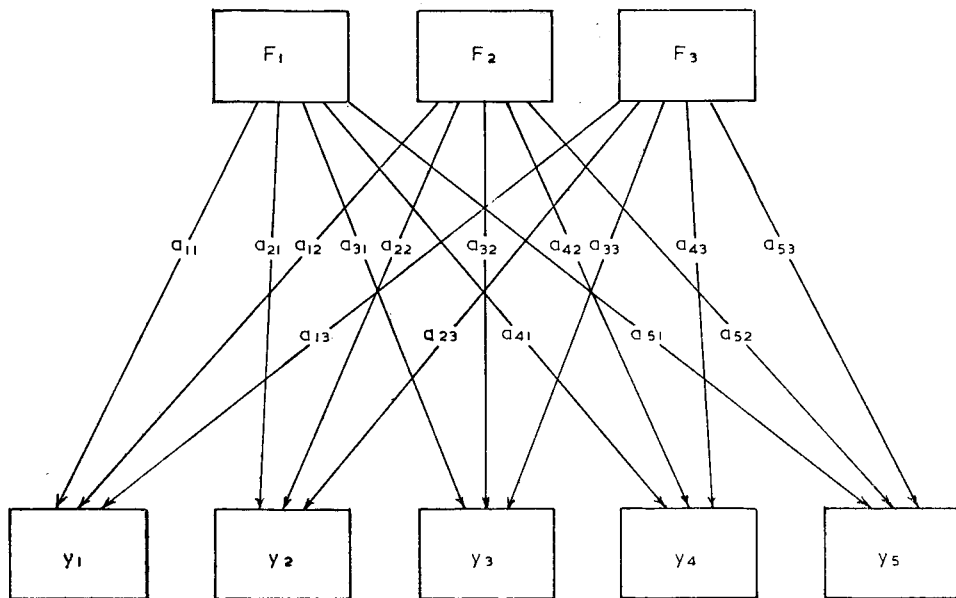 F₁ F₂ F₃
a₁₁ a₂₁ a₁₂ a₃₁ a₂₂ a₃₂ a₄₂ a₃₃ a₄₃ a₅₃
a₁₃ a₂₃ a₄₁ a₅₁ a₅₂
y₁ y₂ y₃ y₄ y₅